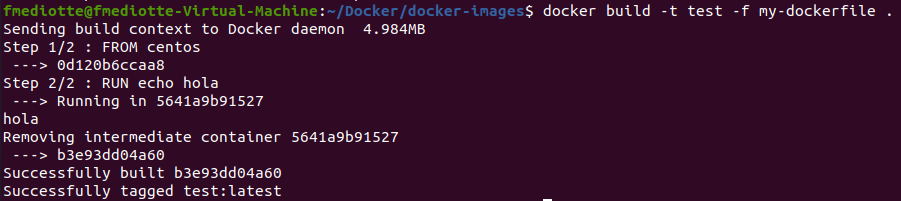 fmediotte@fmediotte-Virtual-Machine:~/Docker/docker-images$ docker build -t test -f my-dockerfile .
Sending build context to Docker daemon  4.984MB
Step 1/2 : FROM centos
 ---> 0d120b6ccaa8
Step 2/2 : RUN echo hola
 ---> Running in 5641a9b91527
hola
Removing intermediate container 5641a9b91527
 ---> b3e93dd04a60
Successfully built b3e93dd04a60
Successfully tagged test:latest